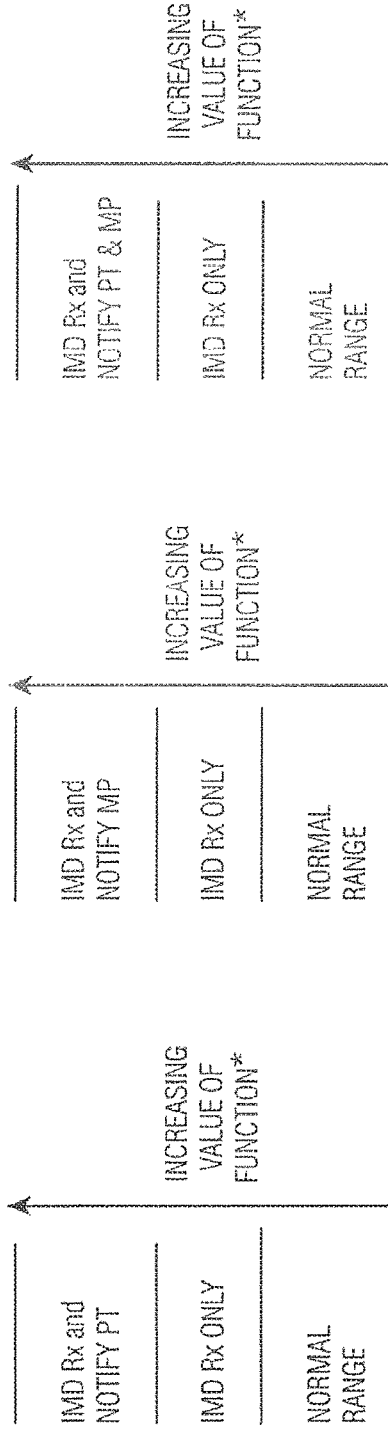 IMD Rx and
NOTIFY PT
IMD Rx ONLY
NORMAL
RANGE
INCREASING
VALUE OF
FUNCTION*
IMD Rx and
NOTIFY MP
IMD Rx ONLY
NORMAL
RANGE
INCREASING
VALUE OF
FUNCTION*
IMD Rx and
NOTIFY PT & MP
IMD Rx ONLY
NORMAL
RANGE
INCREASING
VALUE OF
FUNCTION*